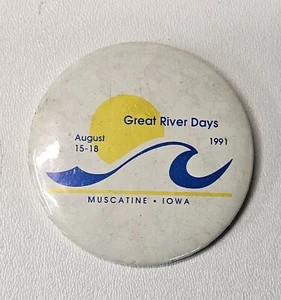 Great River Days
August
15-18
1991
MUSCATINE • IOWA